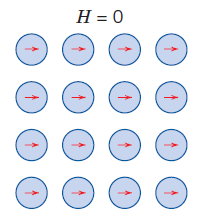 H = 0